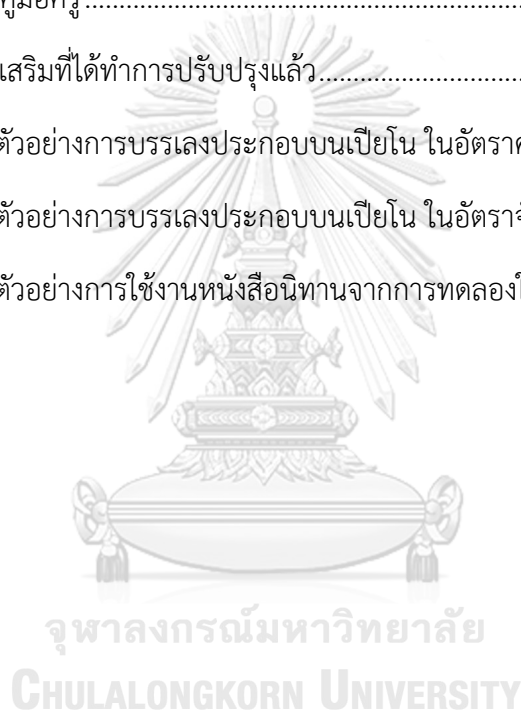 คู่มือครู
เสริมที่ได้ทำการปรับปรุงแล้ว
ตัวอย่างการบรรเลงประกอบบนเปียโน ในอัตรา
ตัวอย่างการบรรเลงประกอบบนเปียโน ในอัตรา
ตัวอย่างการใช้งานหนังสือนิทานจากการทดลอง
จุฬาลงกรณ์มหาวิทยาลัย
CHULALONGKORN UNIVERSITY